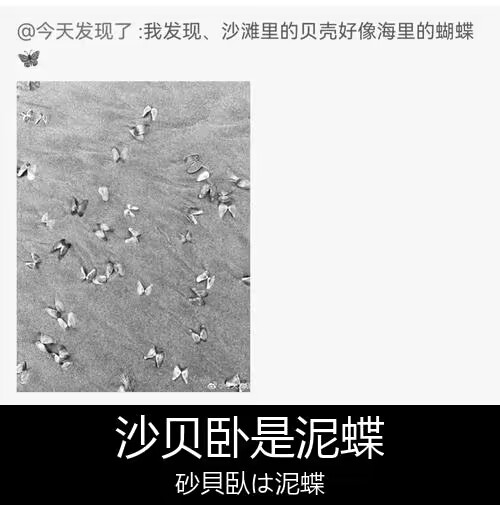 @今天发现了 :我发现、沙滩里的贝壳好像海里的蝴蝶
🦋
沙贝卧是泥蝶
砂貝臥は泥蝶